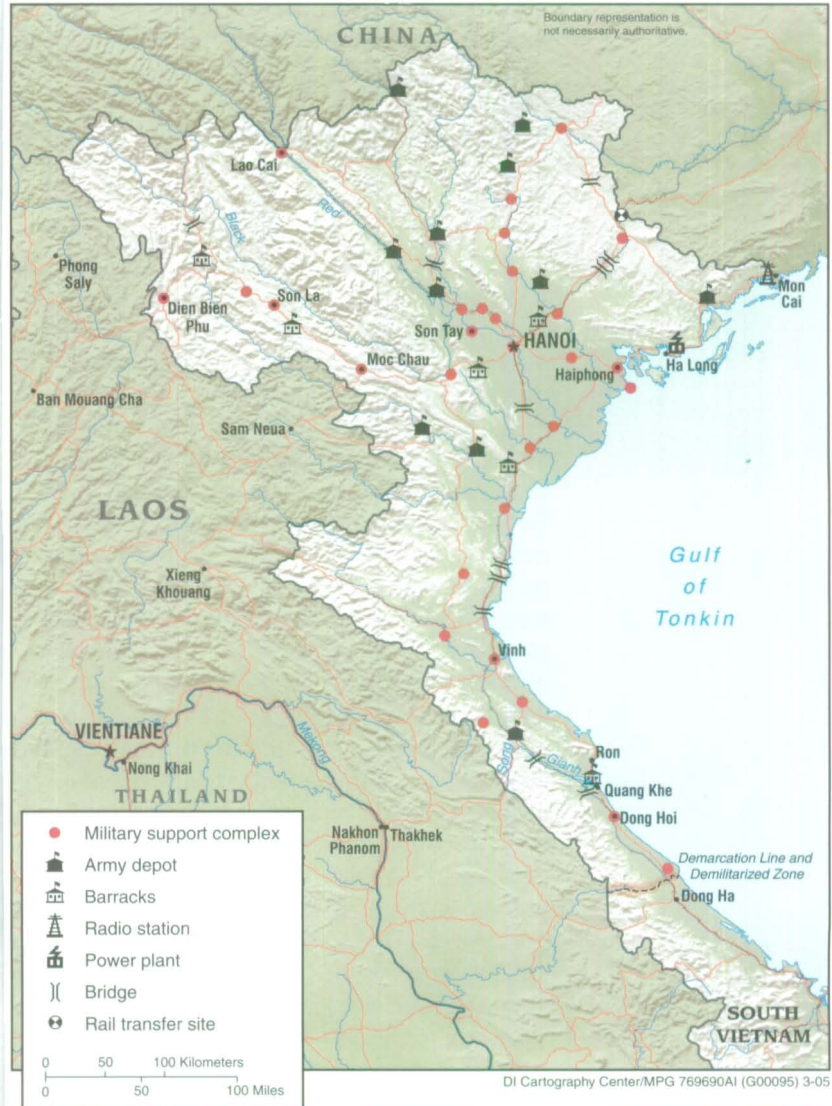 Boundary representation is
not necessarily authoritative.
CHINA
Lao Cai
Red
Black
Phong
Saly
Mon
Cai
Son La
Dien Bien
Phu
Son Tay
HANOI
Moc Chau
Haiphong
Ha Long
Ban Mouang Cha
Sam Neua
LAOS
Gulf
of
Tonkin
Xieng
Khouang
Vinh
VIENTIANE
Mekong
Nong Khai
Song
Gianh
Ron
Quang Khe
THAILAND
Dong Hoi
Nakhon
Phanom
Thakhek
Demarcation Line and
Demilitarized Zone
Dong Ha
SOUTH
VIETNAM
Military support complex
Army depot
Barracks
Radio station
Power plant
Bridge
Rail transfer site
0 50 100 Kilometers
0 50 100 Miles
DI Cartography Center/MPG 769690AI (G00095) 3-05